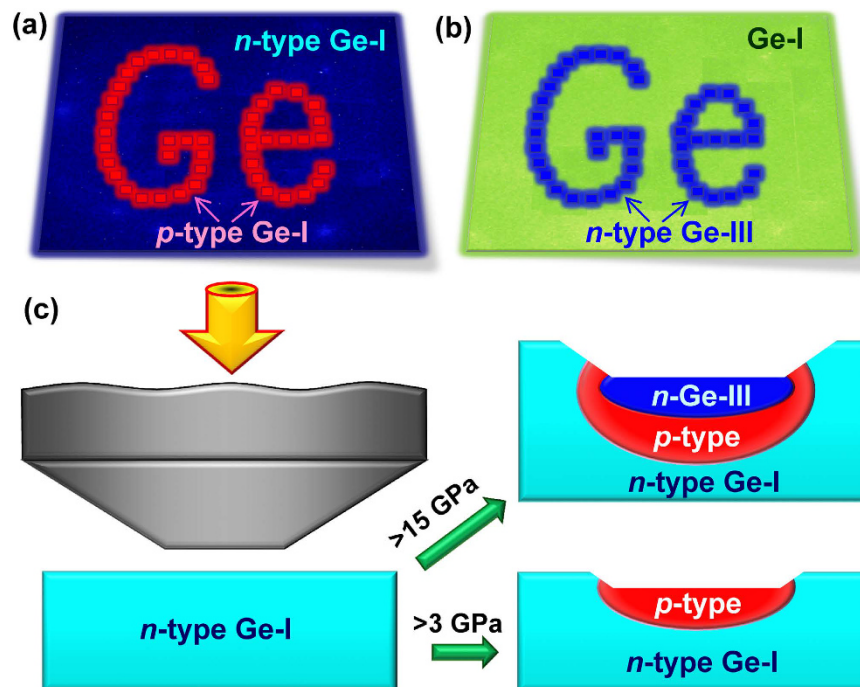 (a)
n-type Ge-I
Ge
p-type Ge-I
(b)
Ge-I
Ge
n-type Ge-III
(c)
n-type Ge-I
>15 GPa
n-Ge-III
p-type
n-type Ge-I
>3 GPa
p-type
n-type Ge-I